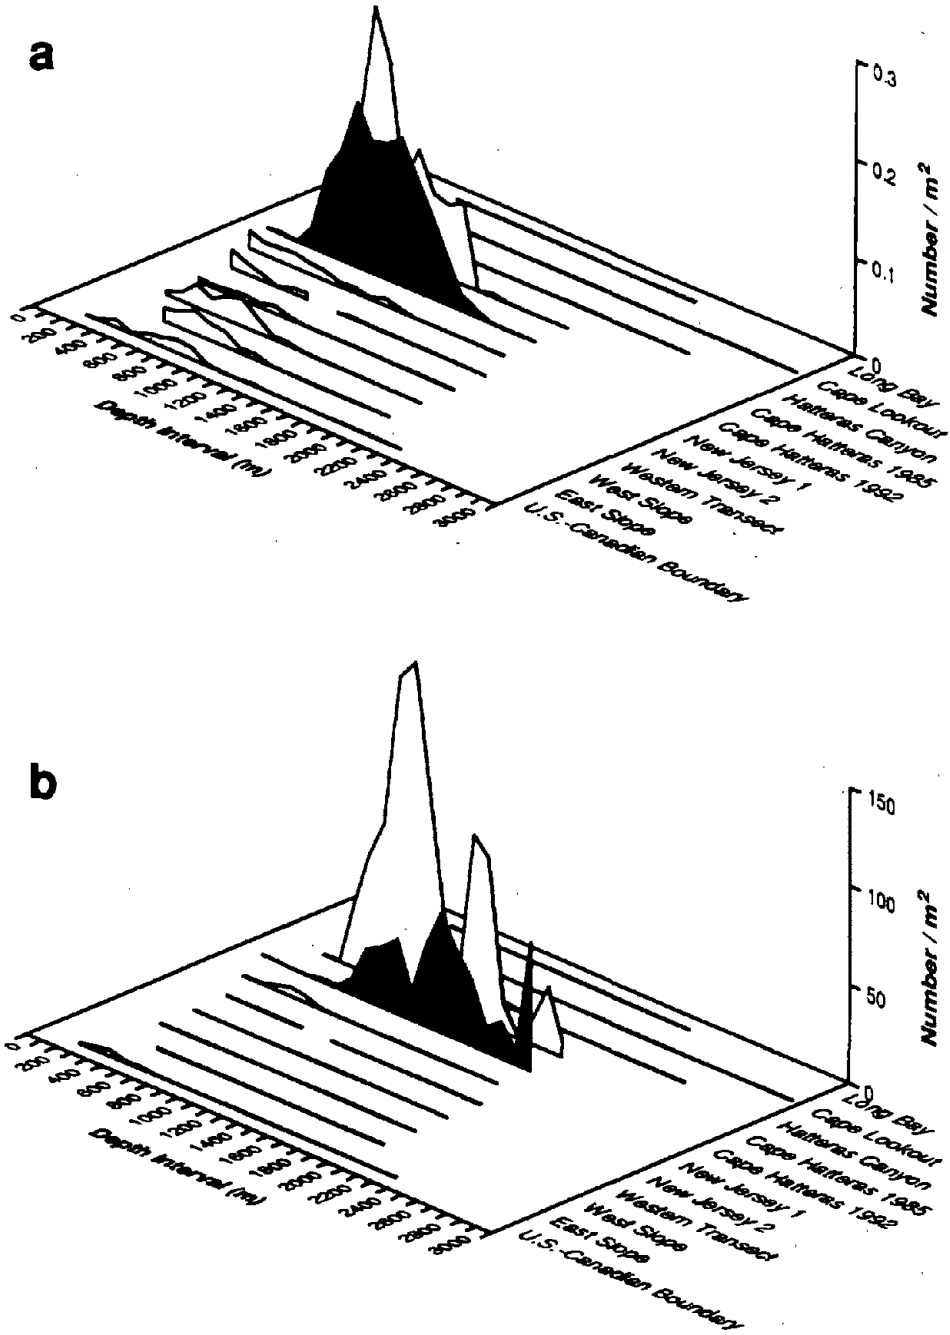 a
0.3
0.2
0.1
0
Number / m²
0
200
400
600
800
1000
1200
1400
1600
1800
2000
2200
2400
2600
2800
3000
Depth Interval (m)
Long Bay
Cape Lookout
Hatteras Canyon
Cape Hatteras 1985
Cape Hatteras 1992
New Jersey 1
New Jersey 2
Western Transect
West Slope
East Slope
U.S.-Canadian Boundary
b
150
100
50
0
Number / m²
0
200
400
600
800
1000
1200
1400
1600
1800
2000
2200
2400
2600
2800
3000
Depth Interval (m)
Long Bay
Cape Lookout
Hatteras Canyon
Cape Hatteras 1985
Cape Hatteras 1992
New Jersey 1
New Jersey 2
Western Transect
West Slope
East Slope
U.S.-Canadian Boundary